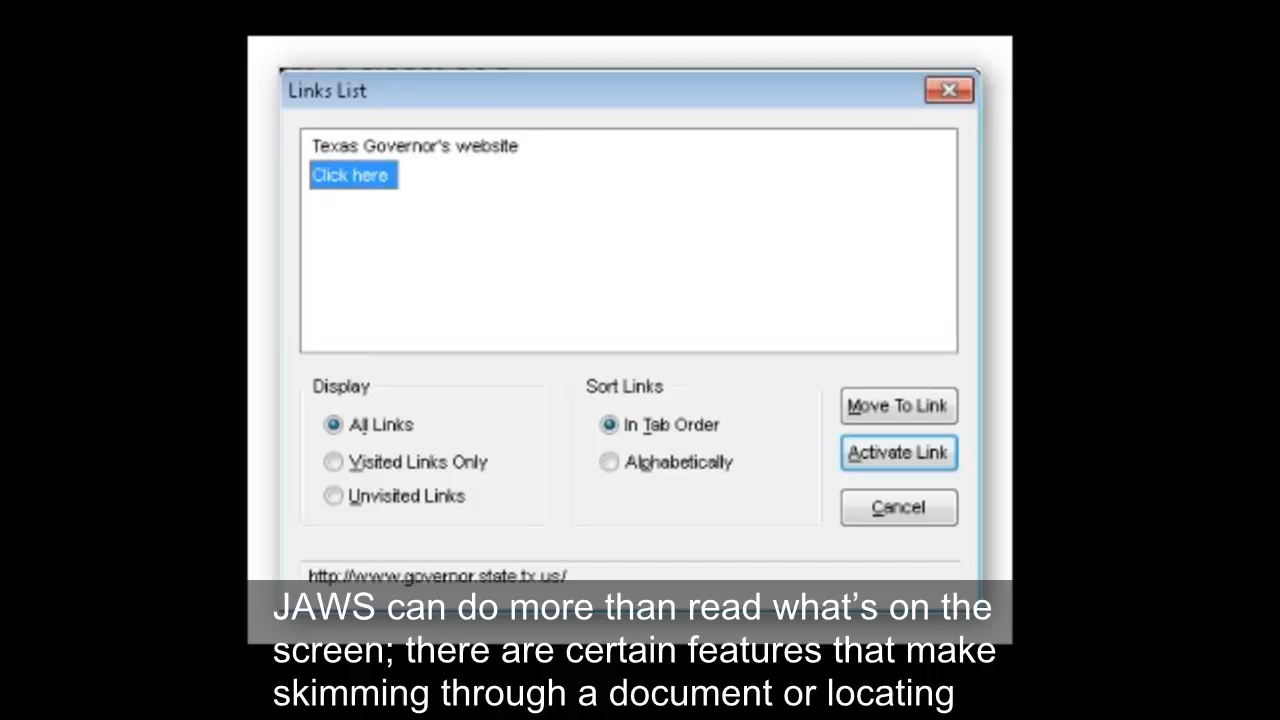 Links List
Texas Governor's website
Click here
Display
All Links
Visited Links Only
Unvisited Links
Sort Links
In Tab Order
Alphabetically
Move To Link
Activate Link
Cancel
http://www.governor.state.tx.us/
JAWS can do more than read what’s on the
screen; there are certain features that make
skimming through a document or locating